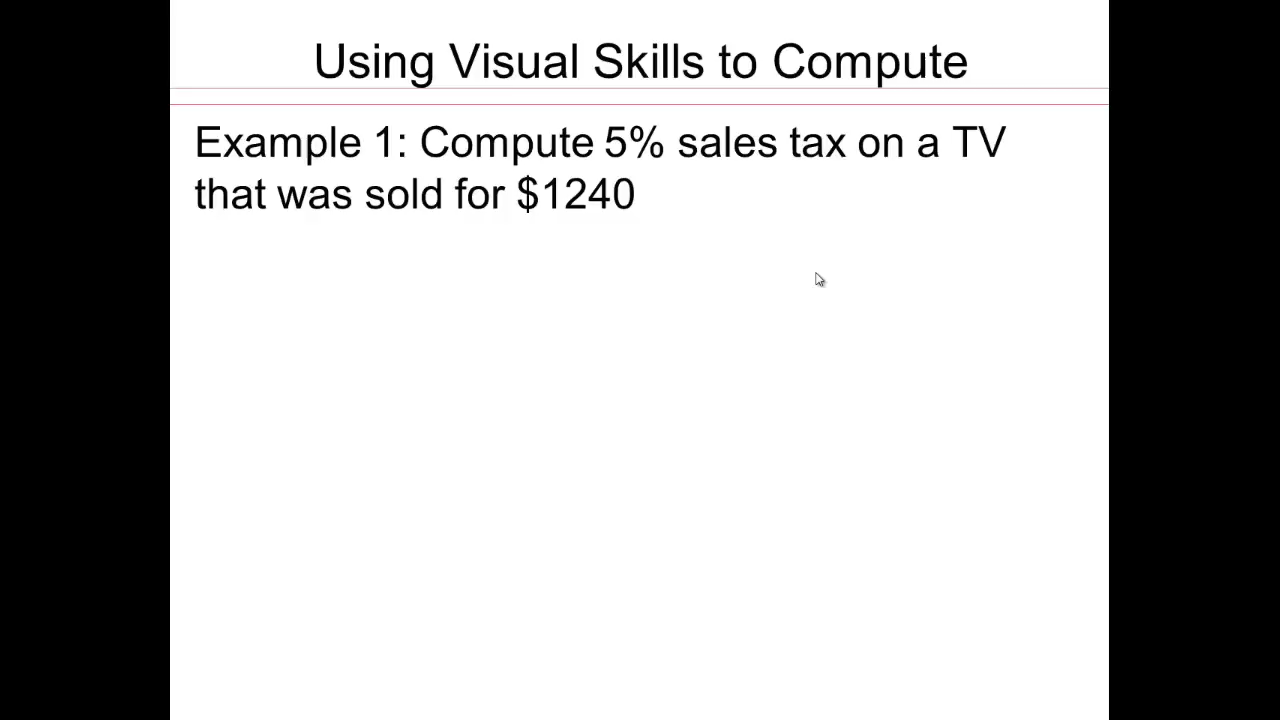 Using Visual Skills to Compute
Example 1: Compute 5% sales tax on a TV
that was sold for $1240